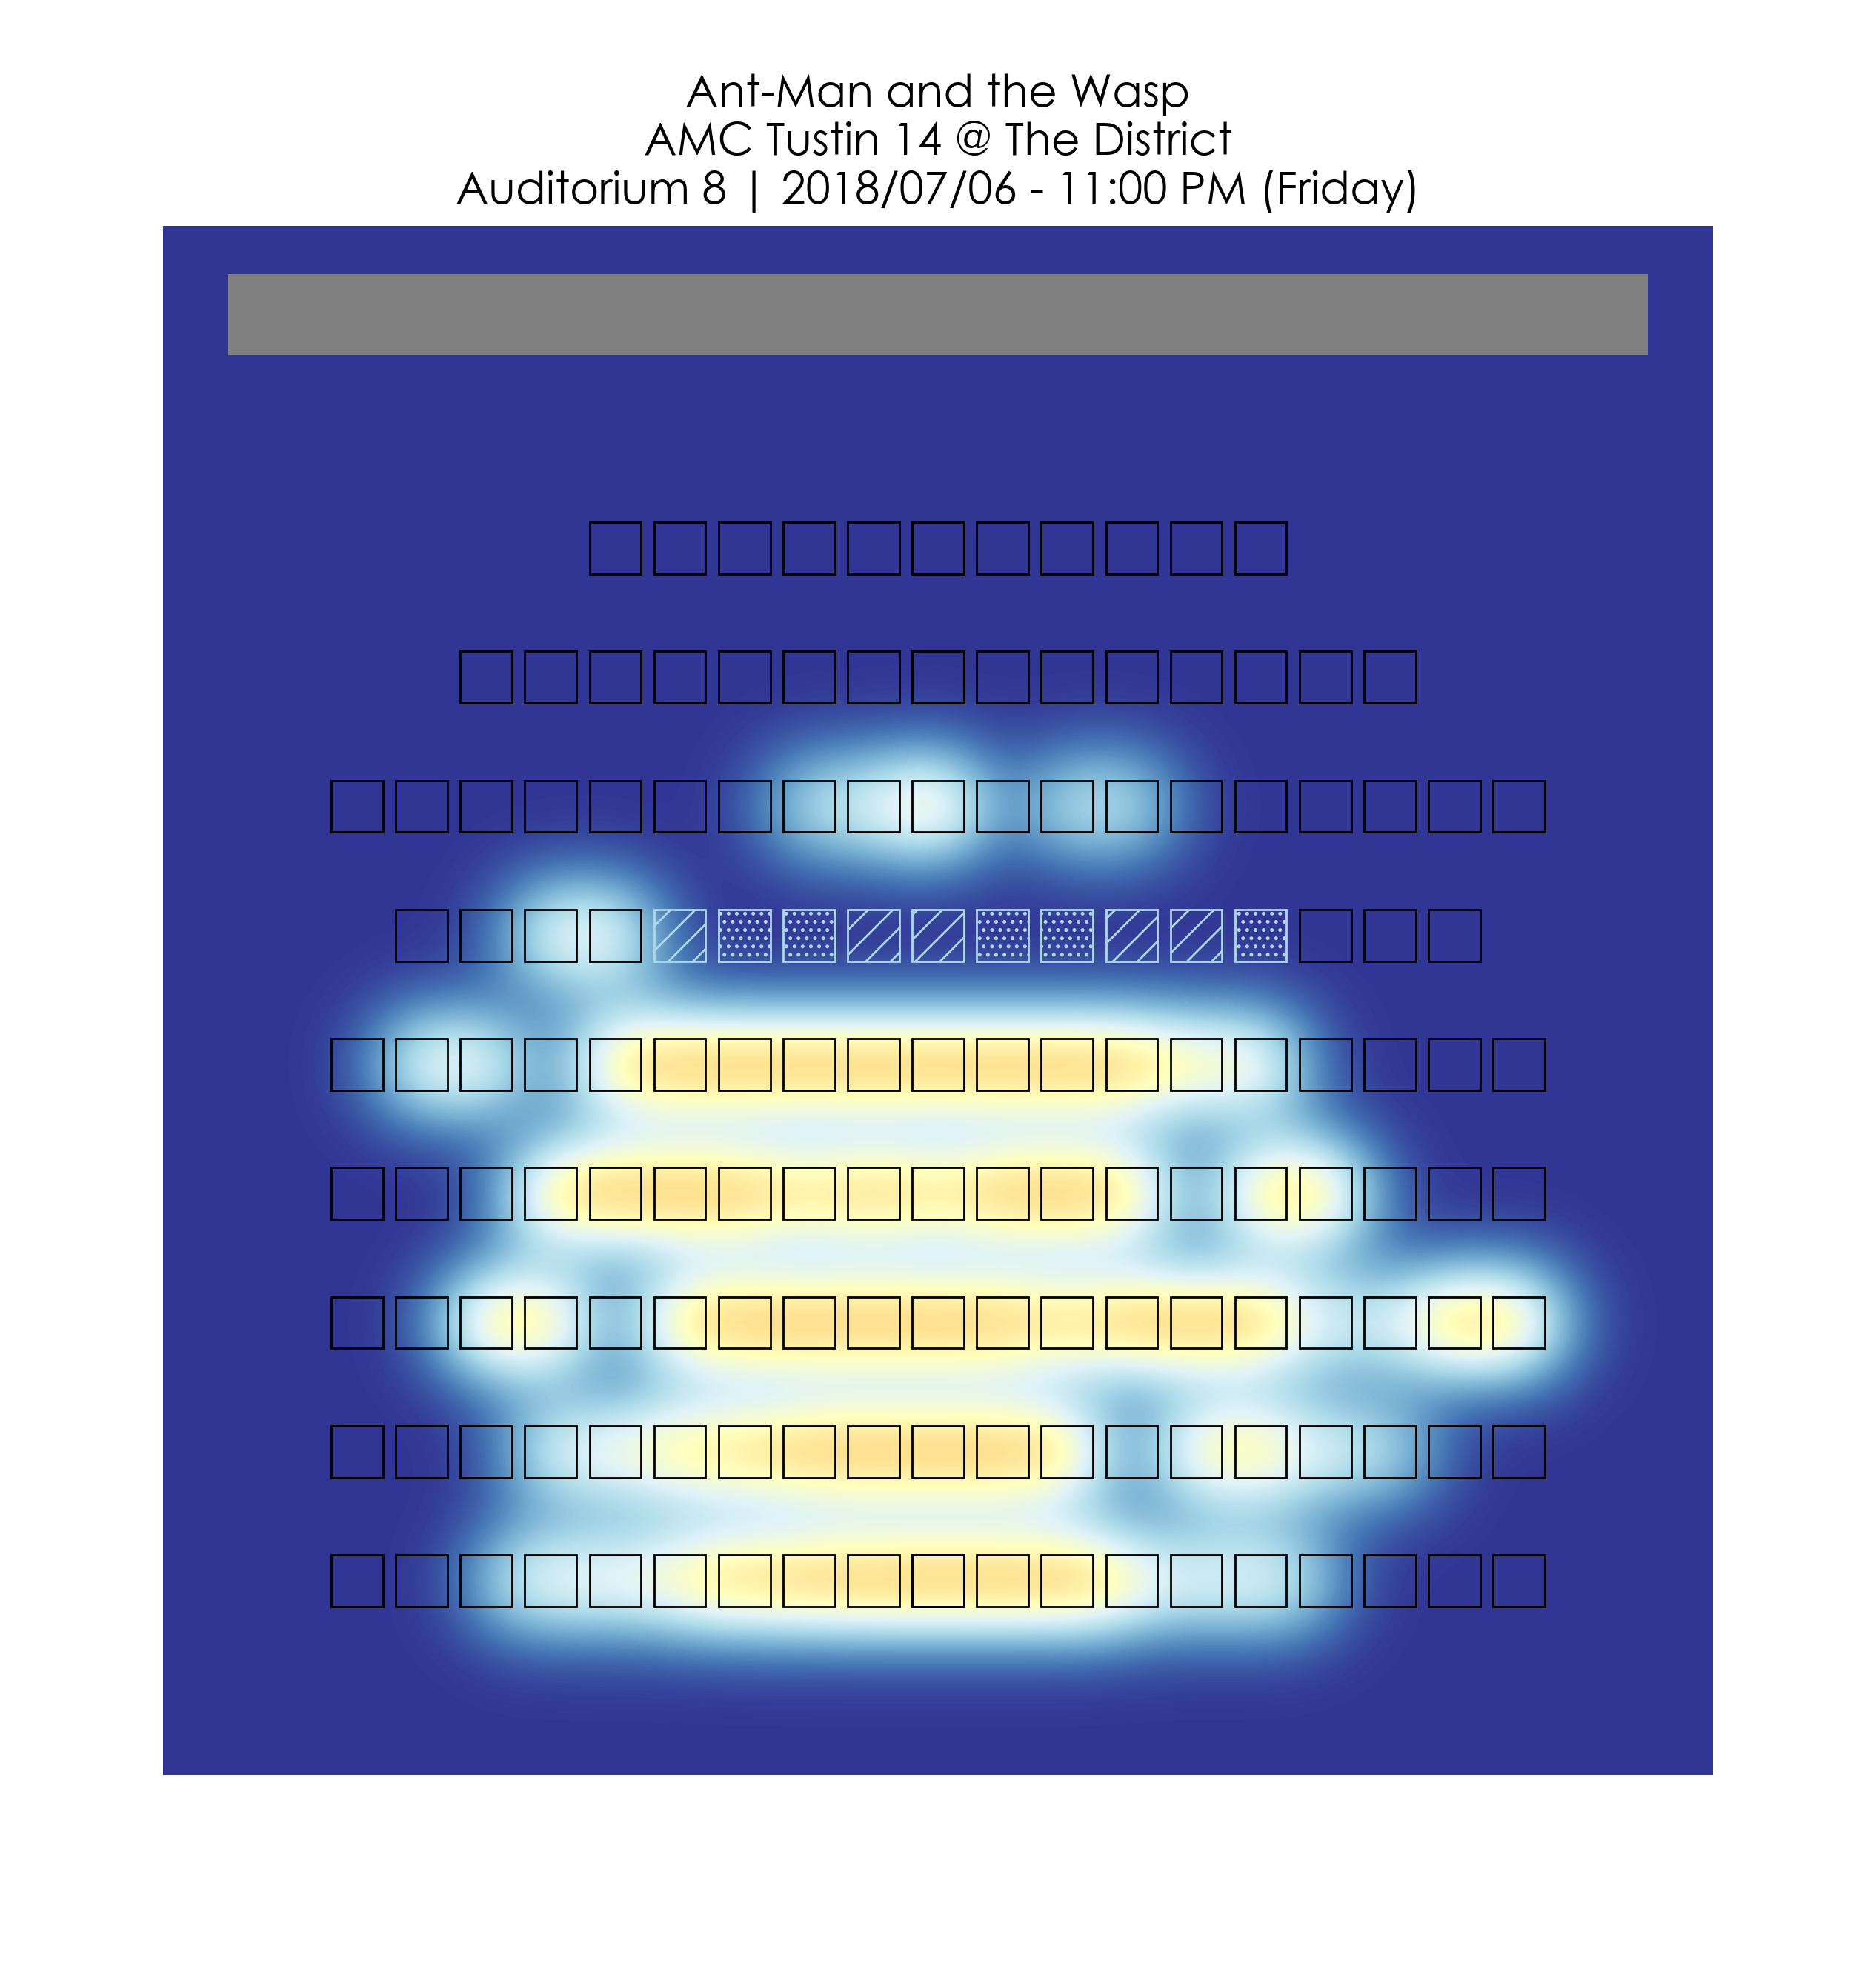 Ant-Man and the Wasp
AMC Tustin 14 @ The District
Auditorium 8 | 2018/07/06 - 11:00 PM (Friday)